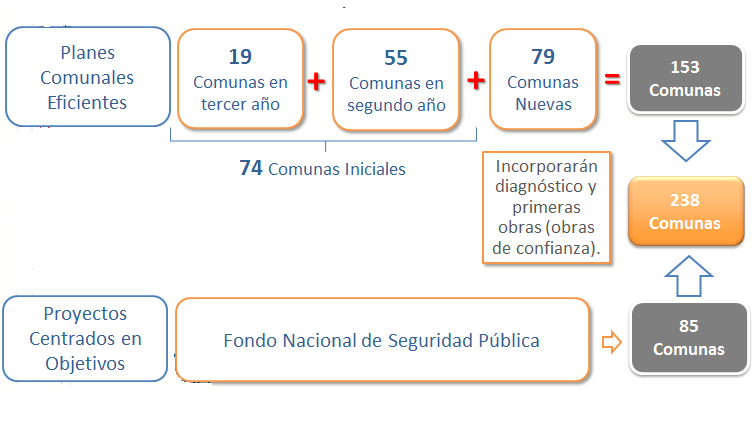 Planes
Comunales
Eficientes
19
Comunas en
tercer año
+
55
Comunas en
segundo año
+
79
Comunas
Nuevas
=
153
Comunas
74 Comunas Iniciales
Incorporarán
diagnóstico y
primeras
obras (obras
de confianza).
238
Comunas
Proyectos
Centrados en
Objetivos
Fondo Nacional de Seguridad Pública
85
Comunas